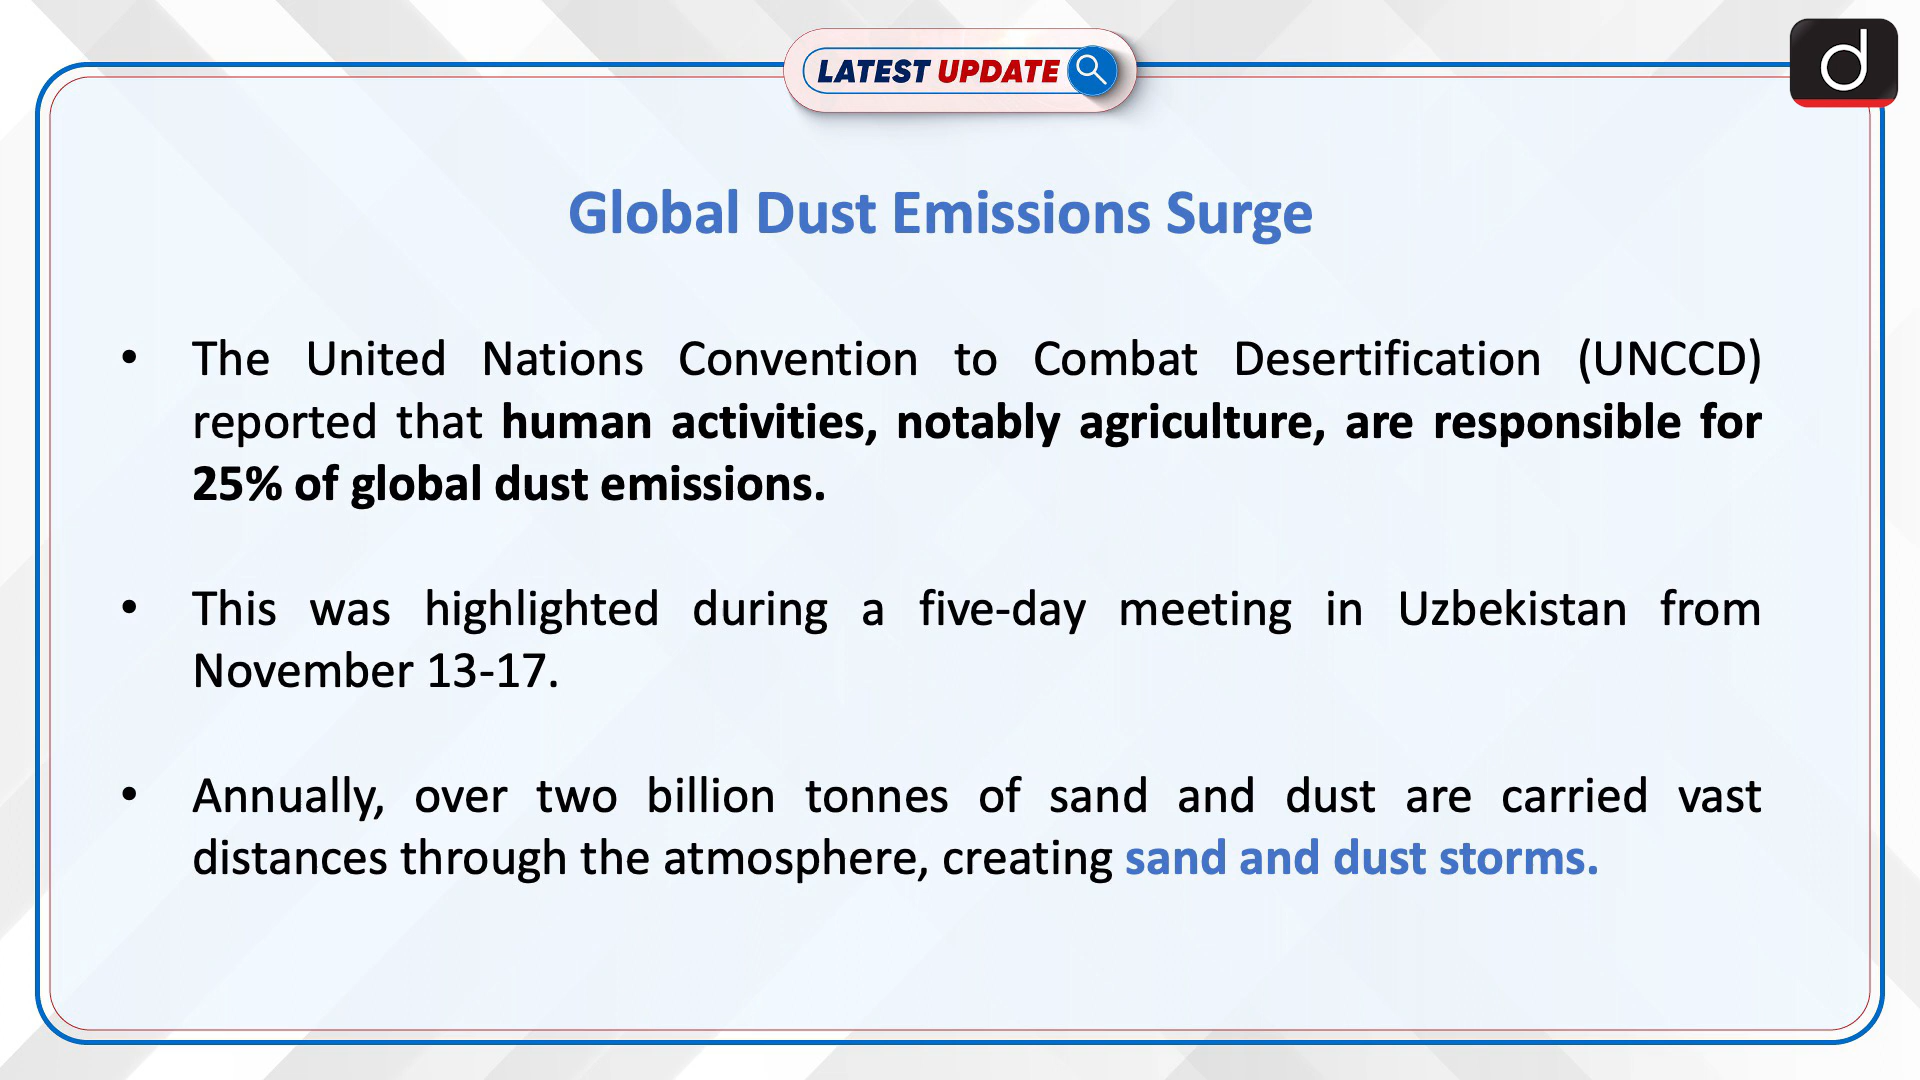 LATEST UPDATE
d
Global Dust Emissions Surge
• The United Nations Convention to Combat Desertification (UNCCD)
reported that human activities, notably agriculture, are responsible for
25% of global dust emissions.
• This was highlighted during a five-day meeting in Uzbekistan from
November 13-17.
• Annually, over two billion tonnes of sand and dust are carried vast
distances through the atmosphere, creating sand and dust storms.